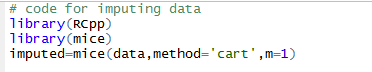 # code for imputing data
library(RCpp)
library(mice)
imputed=mice(data,method='cart',m=1)